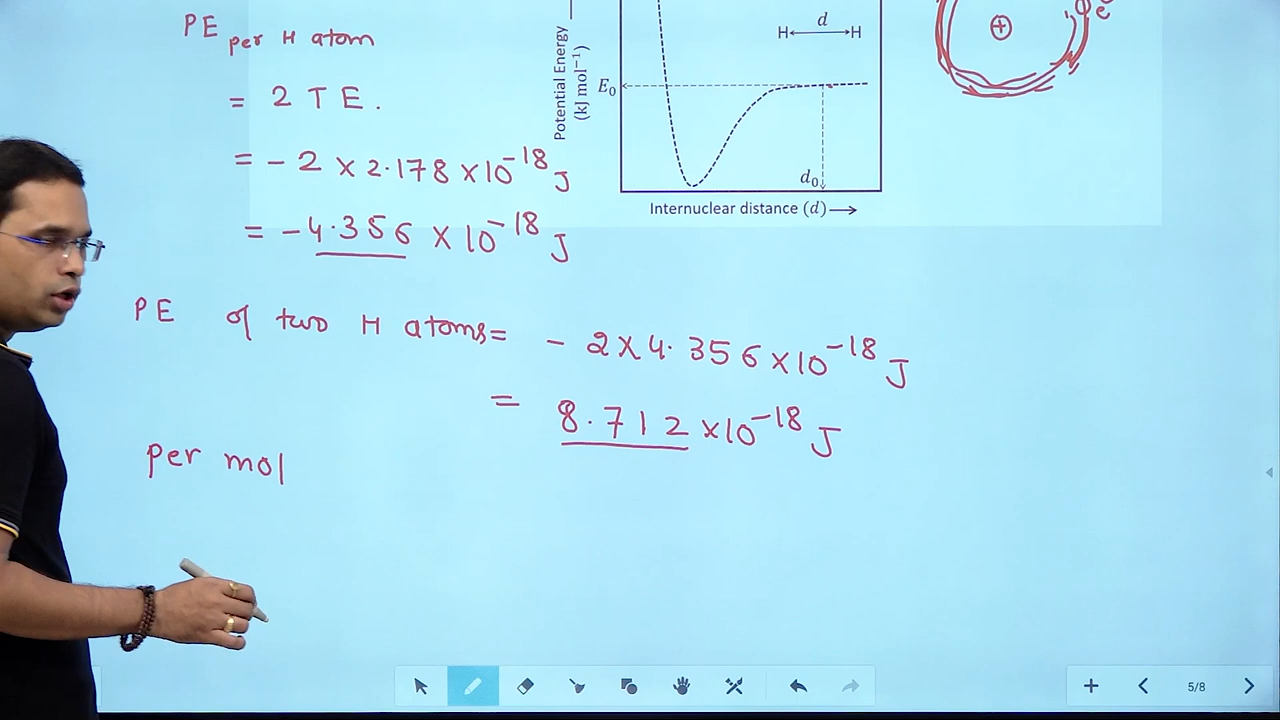 PE per H atom
= 2 T E.
= - 2 × 2.178 × 10⁻¹⁸ J
= - 4.356 × 10⁻¹⁸ J
Potential Energy
(kJ mol⁻¹)
H d H
E₀
d₀
Internuclear distance (d)
+ e
PE of two H atoms = - 2 × 4.356 × 10⁻¹⁸ J
= 8.712 × 10⁻¹⁸ J
per mol
5/8